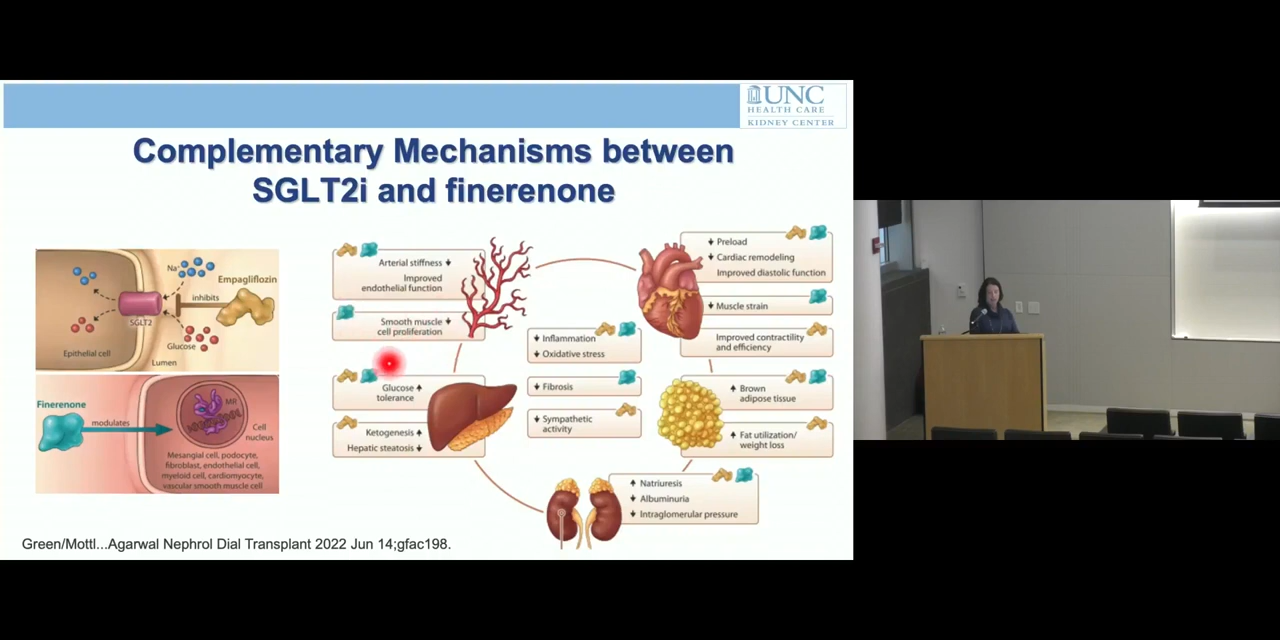 UNC
HEALTH CARE
KIDNEY CENTER
Complementary Mechanisms between
SGLT2i and finerenone
Na+
Empagliflozin
inhibits
SGLT2
Glucose
Epithelial cell
Lumen
Finerenone
modulates
MR
Cell
nucleus
Mesangial cell, podocyte,
fibroblast, endothelial cell,
myeloid cell, cardiomyocyte,
vascular smooth muscle cell
Arterial stiffness
Improved
endothelial function
Smooth muscle
cell proliferation
Glucose
tolerance
Ketogenesis
Hepatic steatosis
Inflammation
Oxidative stress
Fibrosis
Sympathetic
activity
Preload
Cardiac remodeling
Improved diastolic function
Muscle strain
Improved contractility
and efficiency
Brown
adipose tissue
Fat utilization/
weight loss
Natriuresis
Albuminuria
Intraglomerular pressure
Green/Mottl...Agarwal Nephrol Dial Transplant 2022 Jun 14;gfac198.